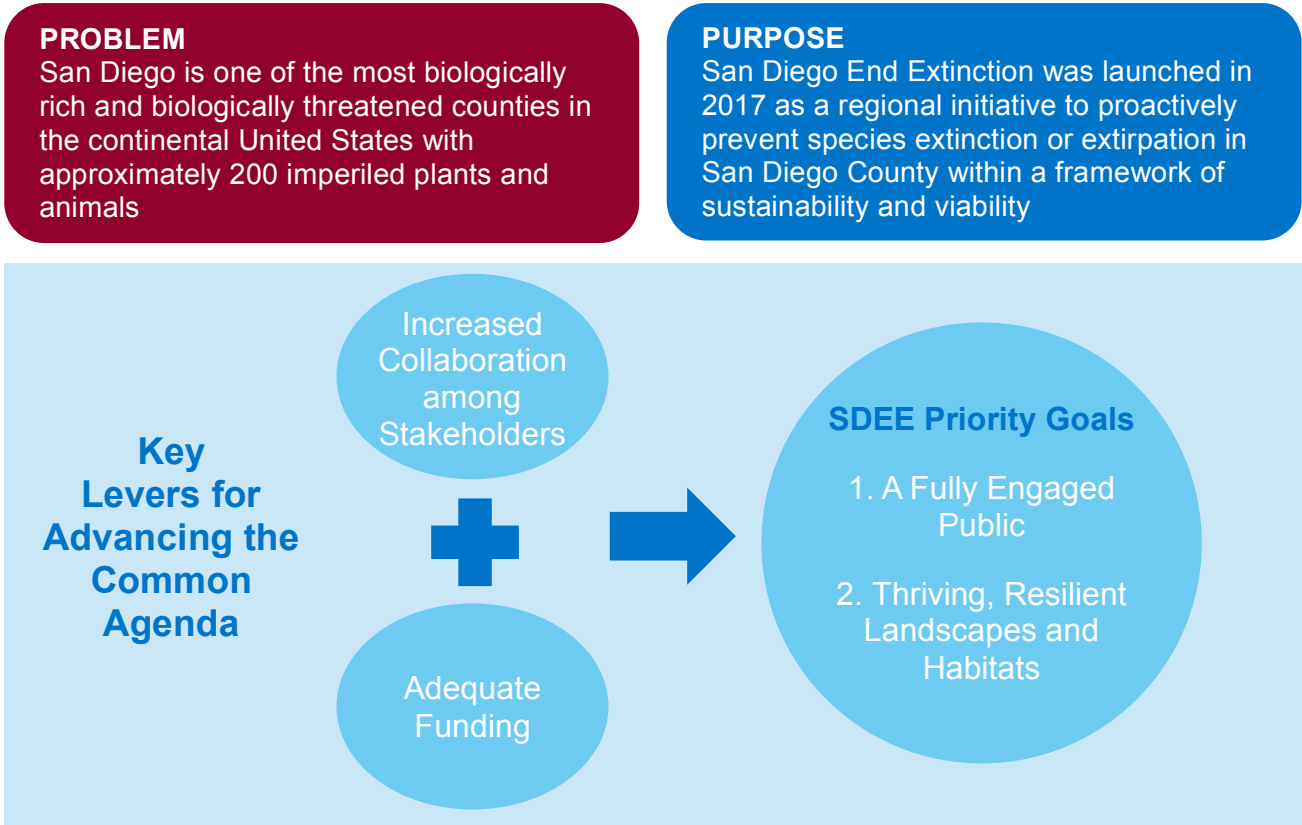 PROBLEM
San Diego is one of the most biologically
rich and biologically threatened counties in
the continental United States with
approximately 200 imperiled plants and
animals
PURPOSE
San Diego End Extinction was launched in
2017 as a regional initiative to proactively
prevent species extinction or extirpation in
San Diego County within a framework of
sustainability and viability
Key
Levers for
Advancing the
Common
Agenda
Increased
Collaboration
among
Stakeholders
Adequate
Funding
SDEE Priority Goals
1. A Fully Engaged
Public
2. Thriving, Resilient
Landscapes and
Habitats